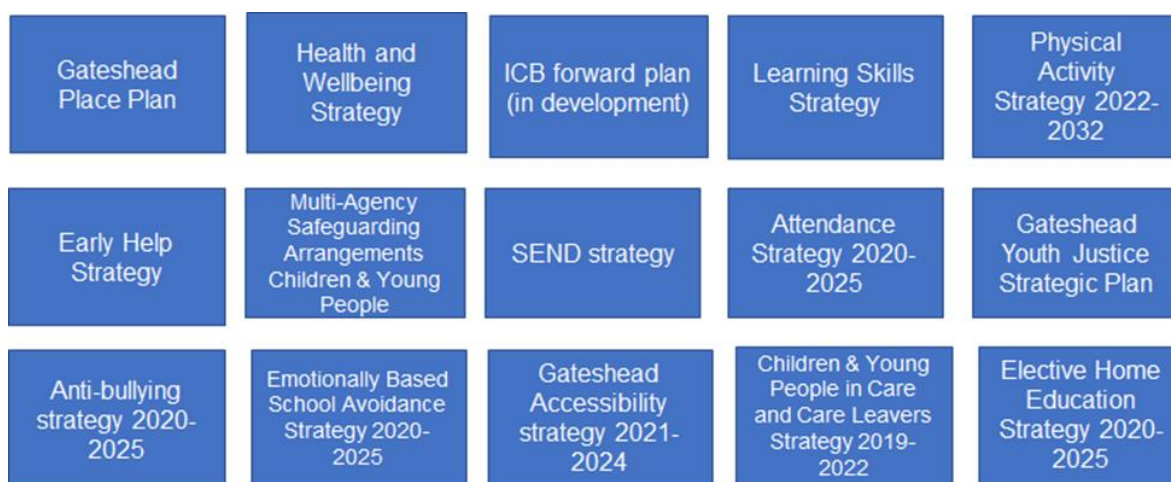 Gateshead
Place Plan
Health and
Wellbeing
Strategy
ICB forward plan
(in development)
Learning Skills
Strategy
Physical
Activity
Strategy 2022-
2032
Early Help
Strategy
Multi-Agency
Safeguarding
Arrangements
Children & Young
People
SEND strategy
Attendance
Strategy 2020-
2025
Gateshead
Youth Justice
Strategic Plan
Anti-bullying
strategy 2020-
2025
Emotionally Based
School Avoidance
Strategy 2020-
2025
Gateshead
Accessibility
strategy 2021-
2024
Children & Young
People in Care
and Care Leavers
Strategy 2019-
2022
Elective Home
Education
Strategy 2020-
2025